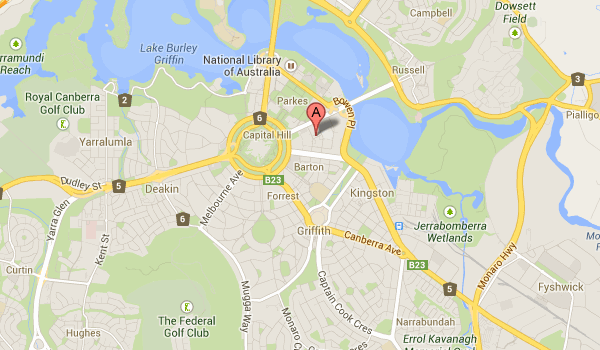 Campbell
Dowsett
Field
Lake Burley
Griffin
National Library
of Australia
arramundi
Reach
Russell
3
2
Parkes
Bowen Pl
Royal Canberra
Golf Club
A
6
Pialligo
Capital Hill
Yarralumla
Barton
Dudley St
5
Deakin
B23
Melbourne Ave
Forrest
Kingston
Yarra Glen
6
Jerrabomberra
Wetlands
Griffith
Kent St
Canberra Ave
Monaro Hwy
B23
Curtin
5
Fyshwick
Mugga Way
Captain Cook Cres
Monaro C
The Federal
Golf Club
Narrabundah
Hughes
Errol Kavanagh